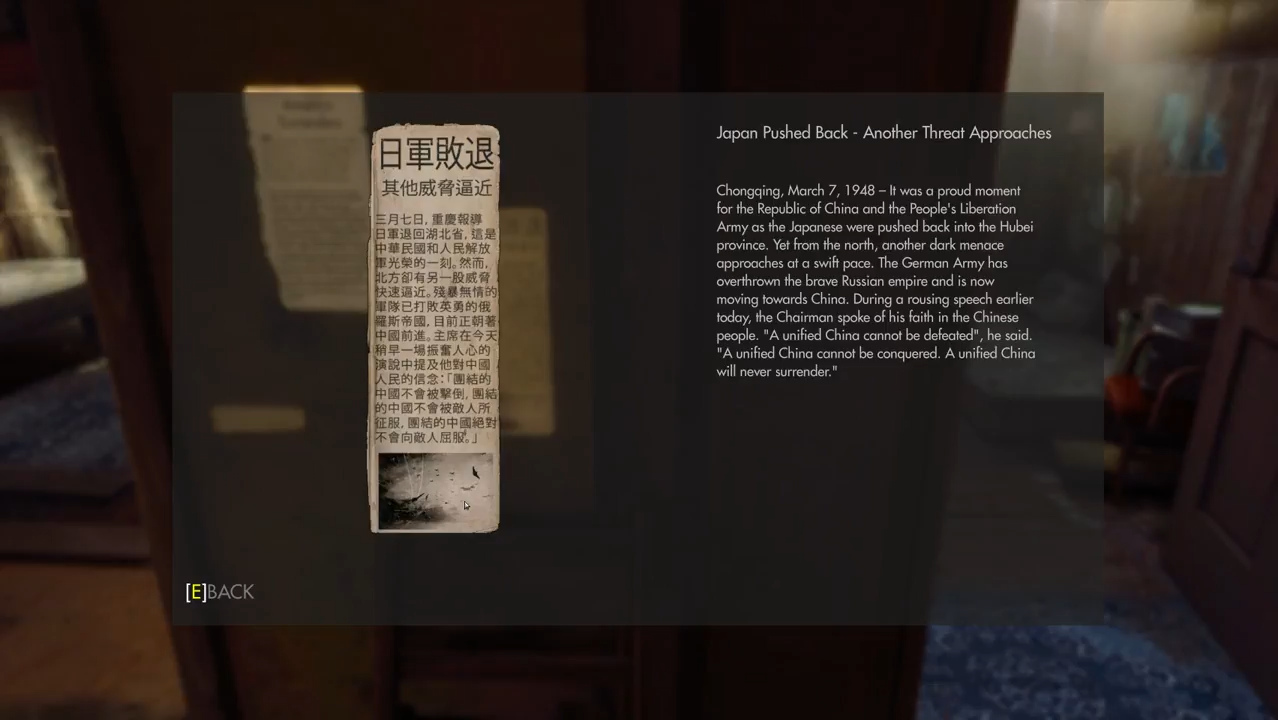 日軍敗退
其他威脅逼近
三月七日, 重慶報導
日軍退回湖北省, 這是
中華民國和人民解放
軍光榮的一刻。然而,
北方卻有另一股威脅
快速逼近。殘暴無情的
軍隊已打敗英勇的俄
羅斯帝國, 目前正朝著
中國前進。主席在今天
稍早一場振奮人心的
演說中提及他對中國
人民的信念:「團結的
中國不會被擊倒, 團結
的中國不會被敵人所
征服, 團結的中國絕對
不會向敵人屈服。」
Japan Pushed Back - Another Threat Approaches
Chongqing, March 7, 1948 – It was a proud moment
for the Republic of China and the People's Liberation
Army as the Japanese were pushed back into the Hubei
province. Yet from the north, another dark menace
approaches at a swift pace. The German Army has
overthrown the brave Russian empire and is now
moving towards China. During a rousing speech earlier
today, the Chairman spoke of his faith in the Chinese
people. "A unified China cannot be defeated", he said.
"A unified China cannot be conquered. A unified China
will never surrender."
[E]BACK